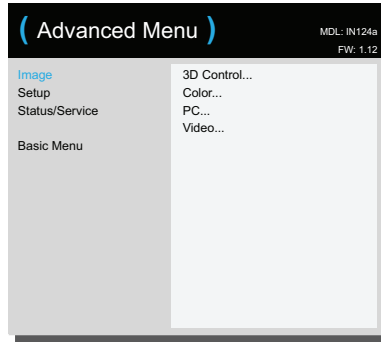 ( Advanced Menu )
MDL: IN124a
FW: 1.12
Image
Setup
Status/Service
Basic Menu
3D Control...
Color...
PC...
Video...